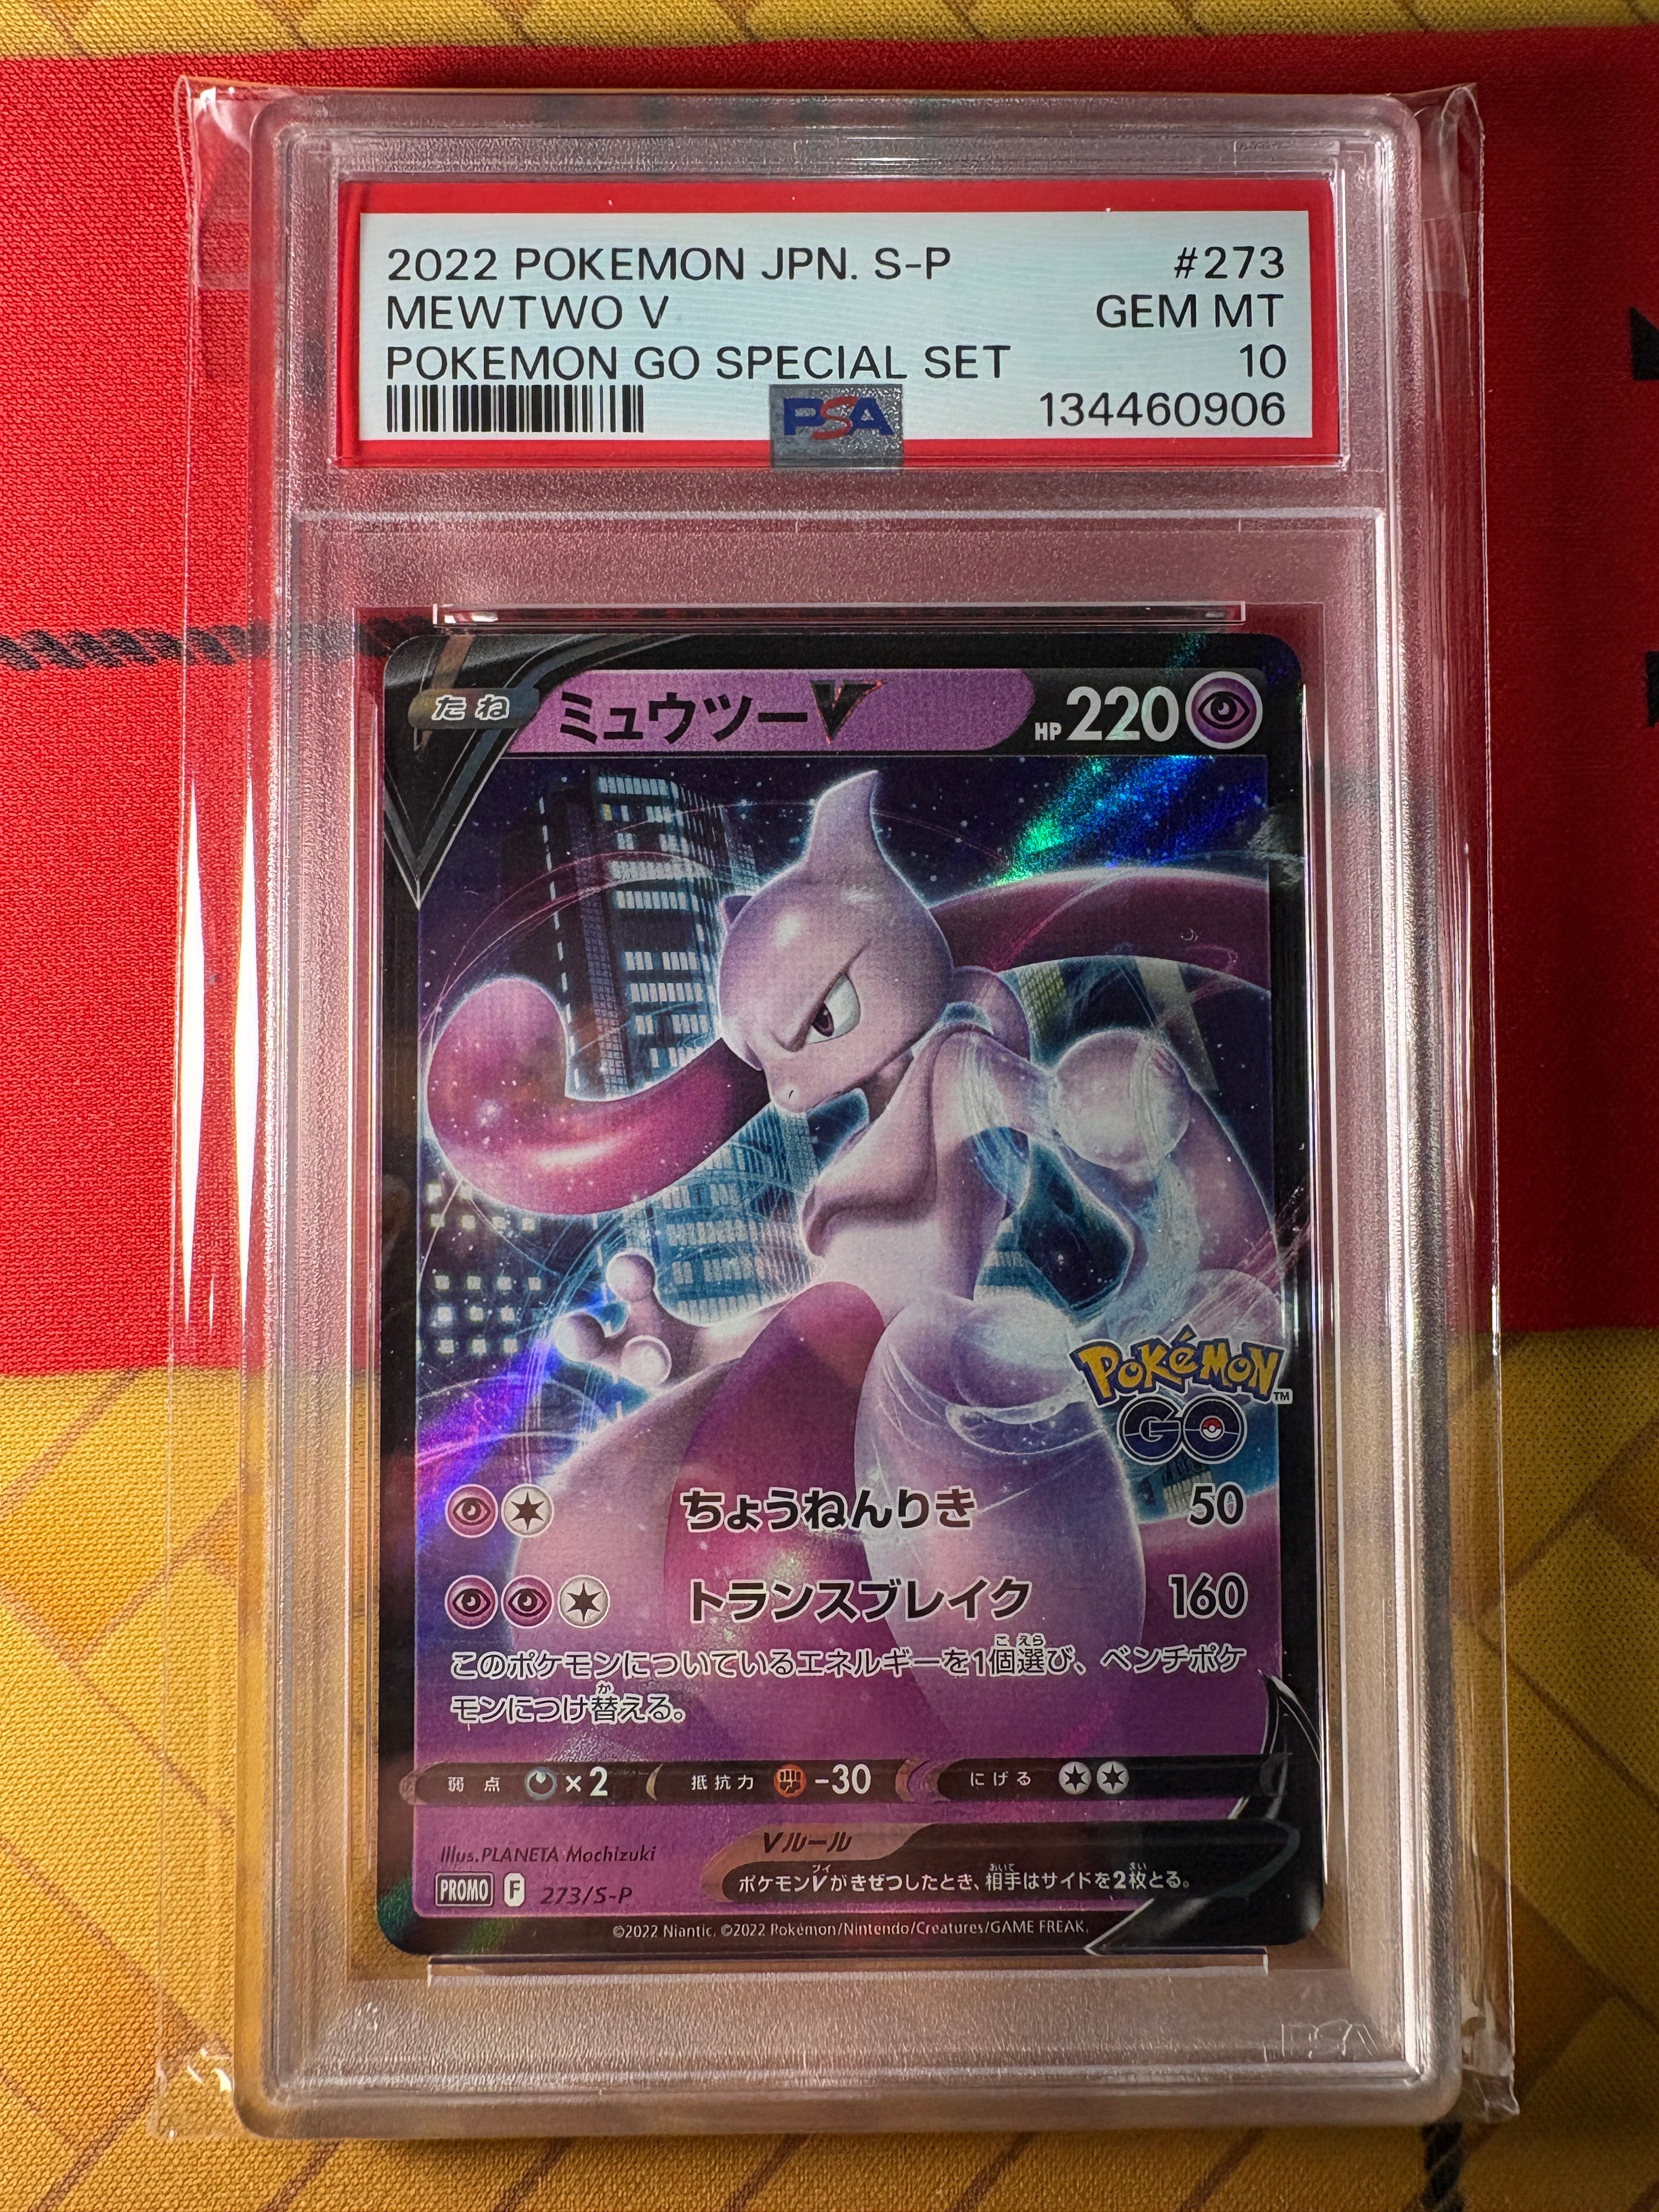 2022 POKEMON JPN. S-P #273
MEWTWO V GEM MT
POKEMON GO SPECIAL SET 10
PSA 134460906
たね ミュウツーV HP 220
Pokémon™
GO
ちょうねんりき 50
トランスブレイク 160
このポケモンについているエネルギーを1個選び、ベンチポケ
モンにつけ替える。
弱点 ×2 抵抗力 -30 にげる
Illus. PLANETA Mochizuki
Vルール
ポケモンVがきぜつしたとき、相手はサイドを2枚とる。
PROMO F 273/S-P
©2022 Niantic, ©2022 Pokémon/Nintendo/Creatures/GAME FREAK.
PSA